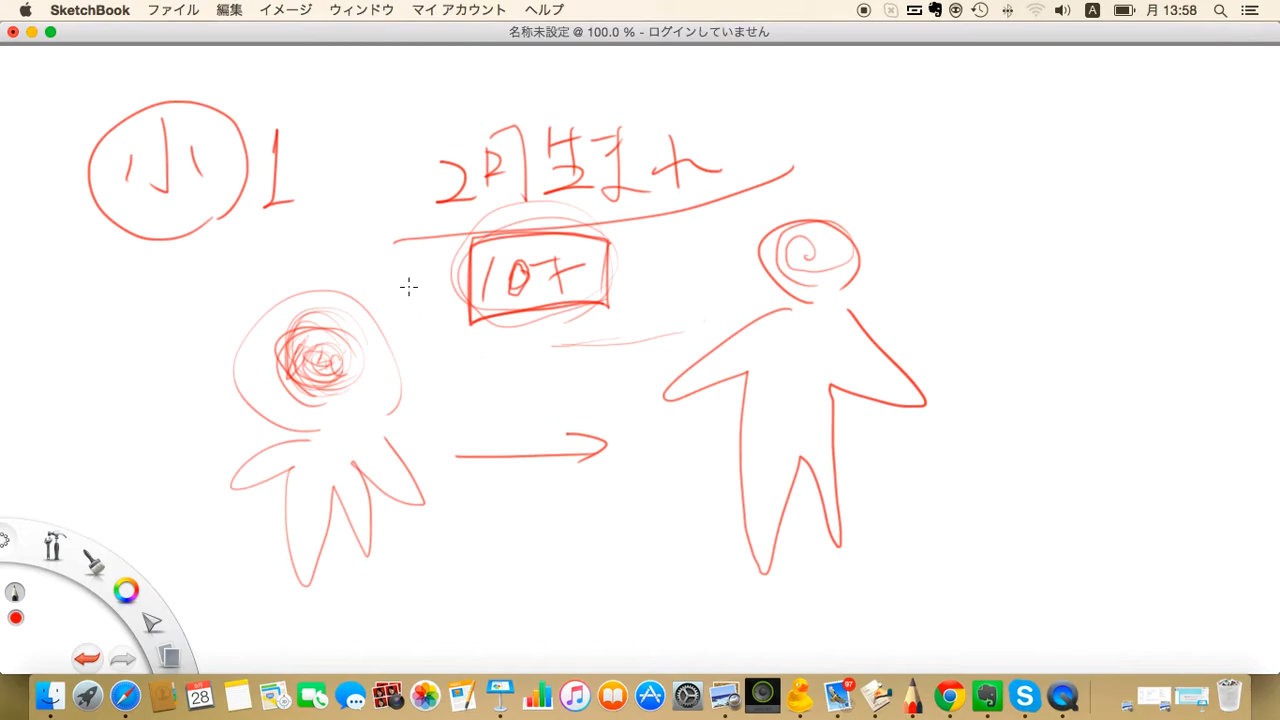 SketchBook ファイル 編集 イメージ ウィンドウ マイ アカウント ヘルプ
A 月 13:58
名称未設定 @ 100.0 % - ログインしていません
小1 2月生まれ
10才
28
97